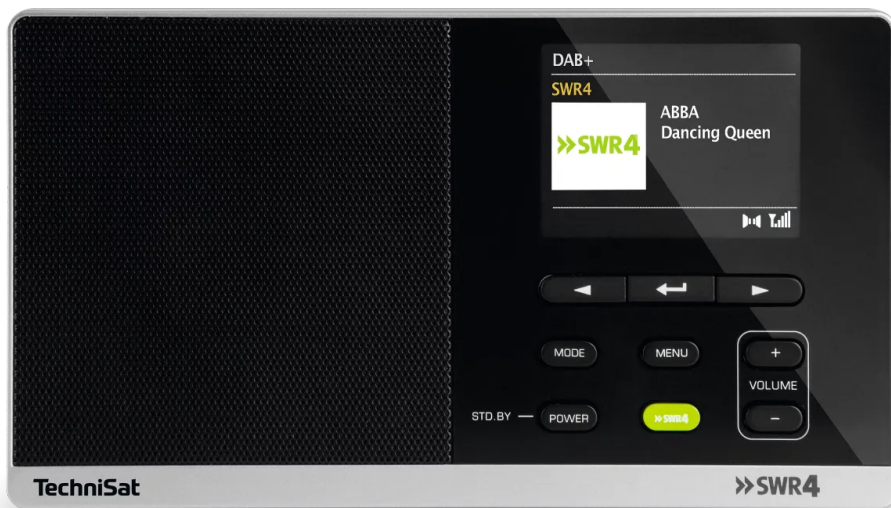 DAB+
SWR4
ABBA
Dancing Queen
»SWR4
MODE
MENU
+
VOLUME
STD.BY — POWER
»SWR4
−
TechniSat
»SWR4